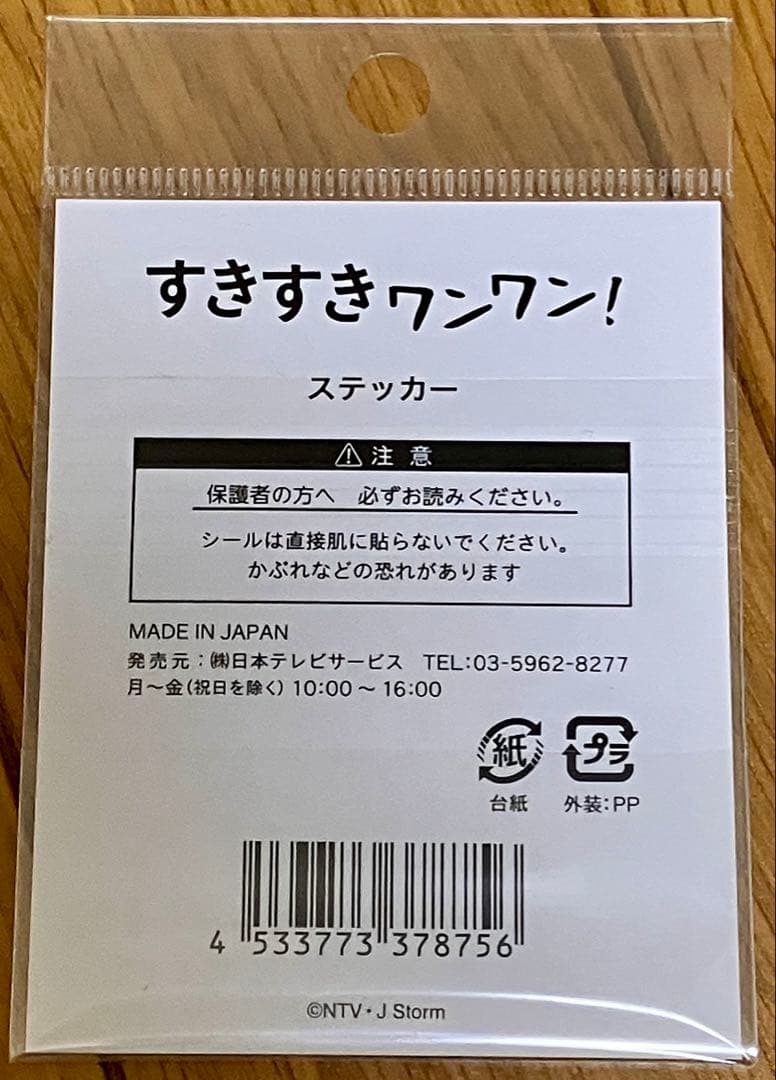 すきすきワンワン!
ステッカー
⚠ 注 意
保護者の方へ 必ずお読みください。
シールは直接肌に貼らないでください。
かぶれなどの恐れがあります
MADE IN JAPAN
発売元:㈱日本テレビサービス TEL:03-5962-8277
月～金(祝日を除く) 10:00 ～ 16:00
紙 プラ
台紙 外装:PP
4 533773 378756
©NTV・J Storm